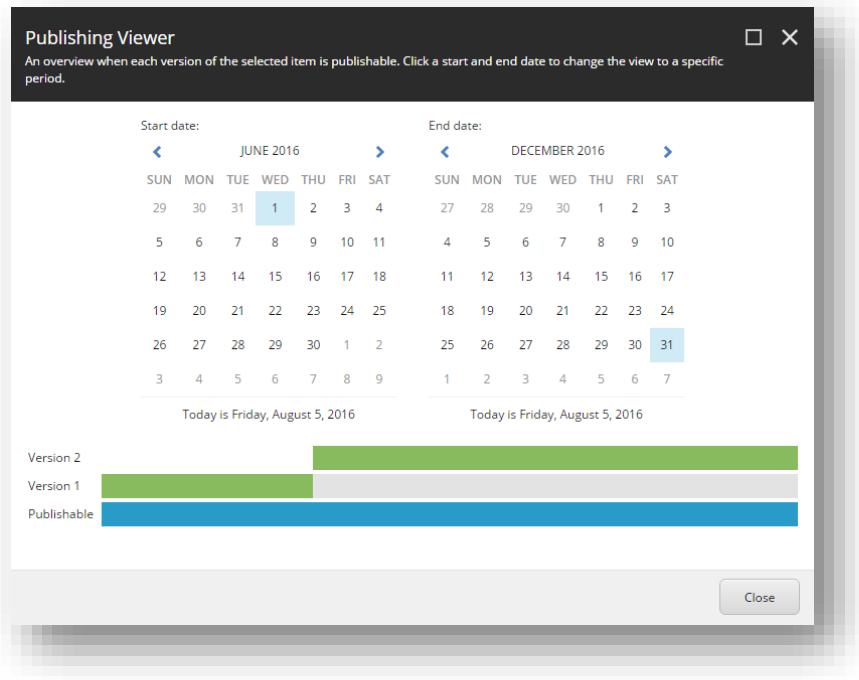 Publishing Viewer
An overview when each version of the selected item is publishable. Click a start and end date to change the view to a specific
period.
Start date:
JUNE 2016
SUN MON TUE WED THU FRI SAT
29 30 31 1 2 3 4
5 6 7 8 9 10 11
12 13 14 15 16 17 18
19 20 21 22 23 24 25
26 27 28 29 30 1 2
3 4 5 6 7 8 9
Today is Friday, August 5, 2016
End date:
DECEMBER 2016
SUN MON TUE WED THU FRI SAT
27 28 29 30 1 2 3
4 5 6 7 8 9 10
11 12 13 14 15 16 17
18 19 20 21 22 23 24
25 26 27 28 29 30 31
1 2 3 4 5 6 7
Today is Friday, August 5, 2016
Version 2
Version 1
Publishable
Close